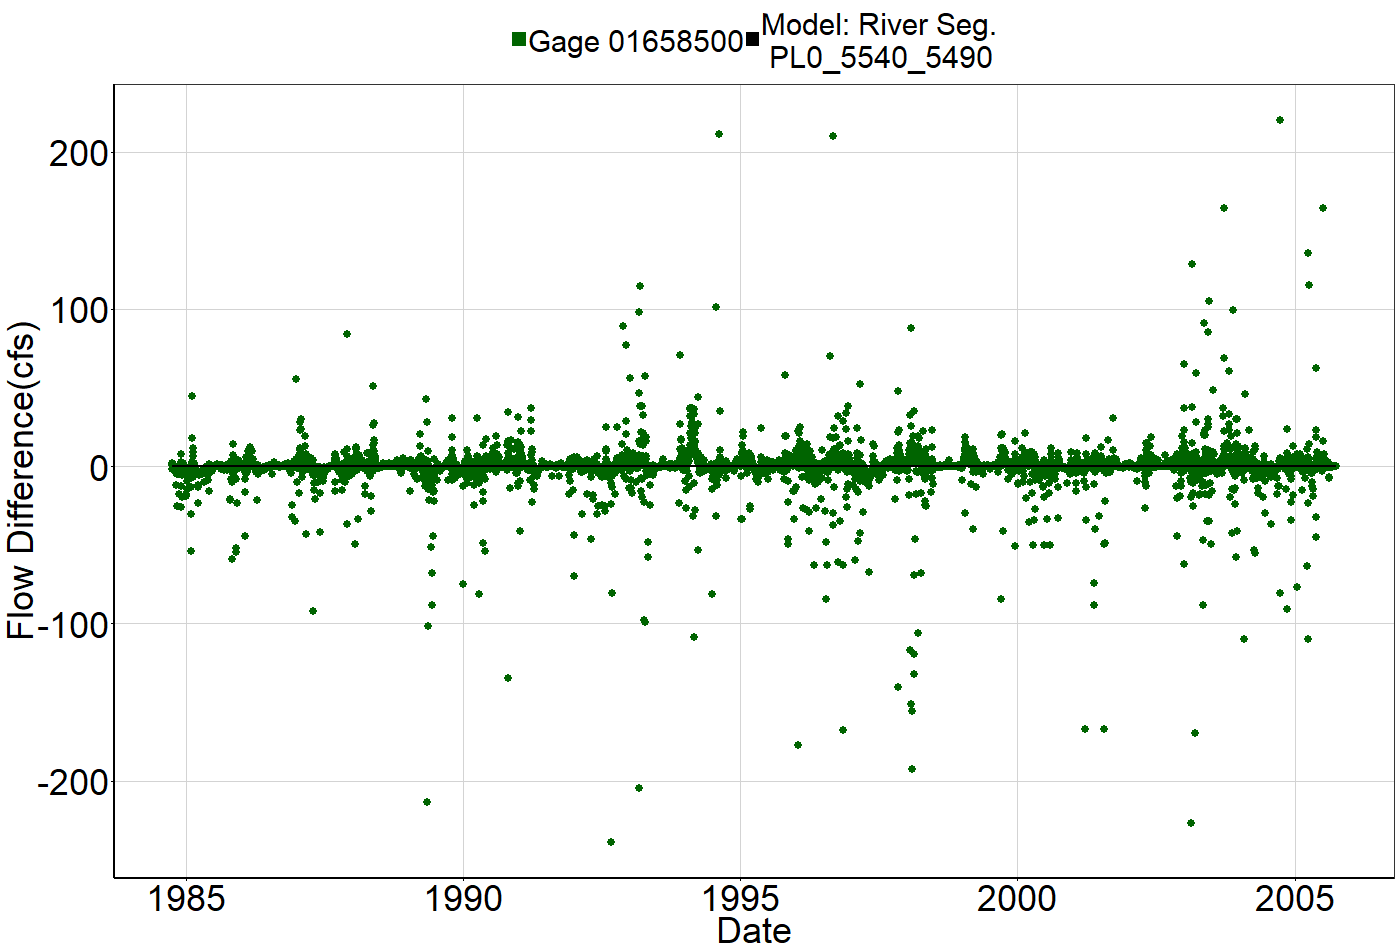 Gage 01658500
Model: River Seg.
PL0_5540_5490
200
100
0
-100
-200
Flow Difference(cfs)
1985 1990 1995 2000 2005
Date